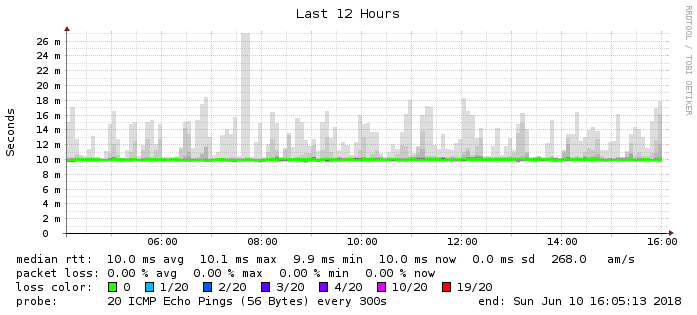 Last 12 Hours
RRDTOOL / TOBI OETIKER
Seconds
26 m
24 m
22 m
20 m
18 m
16 m
14 m
12 m
10 m
8 m
6 m
4 m
2 m
0
06:00 08:00 10:00 12:00 14:00 16:00
median rtt: 10.0 ms avg 10.1 ms max 9.9 ms min 10.0 ms now 0.0 ms sd 268.0 am/s
packet loss: 0.00 % avg 0.00 % max 0.00 % min 0.00 % now
loss color: 0 1/20 2/20 3/20 4/20 10/20 19/20
probe: 20 ICMP Echo Pings (56 Bytes) every 300s end: Sun Jun 10 16:05:13 2018